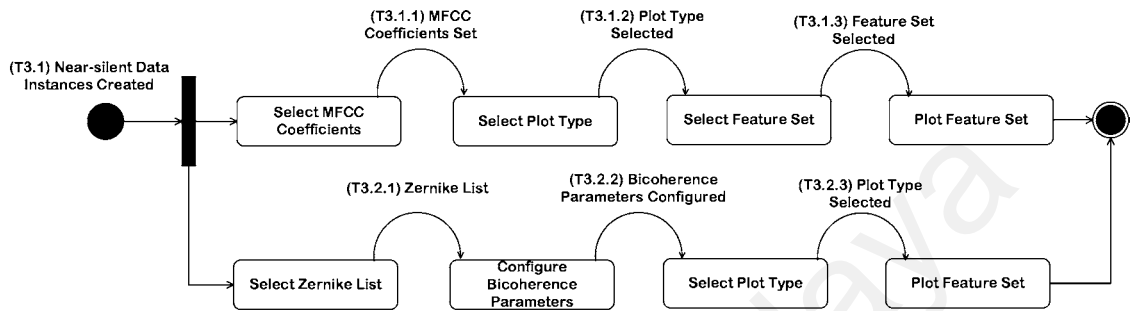 (T3.1) Near-silent Data
Instances Created
(T3.1.1) MFCC
Coefficients Set
(T3.1.2) Plot Type
Selected
(T3.1.3) Feature Set
Selected
Select MFCC
Coefficients
Select Plot Type
Select Feature Set
Plot Feature Set
(T3.2.1) Zernike List
(T3.2.2) Bicoherence
Parameters Configured
(T3.2.3) Plot Type
Selected
Select Zernike List
Configure
Bicoherence
Parameters
Select Plot Type
Plot Feature Set